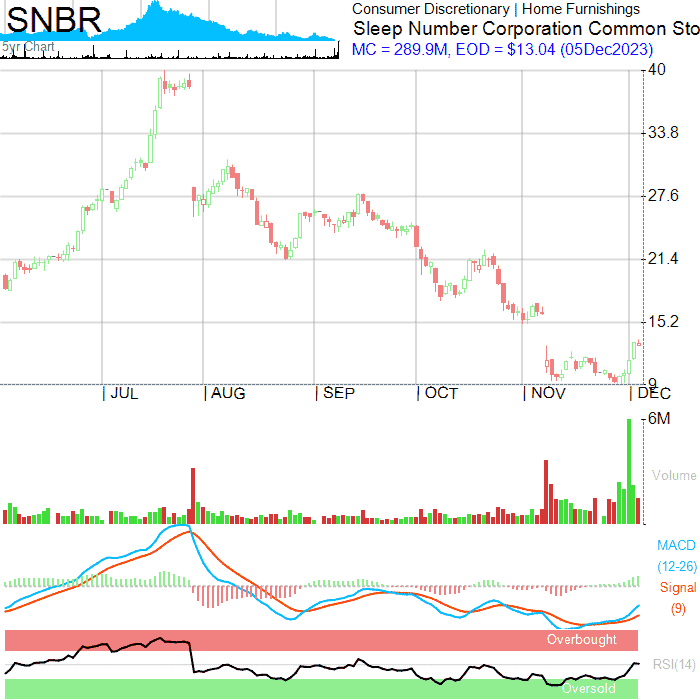 SNBR
5yr Chart
Consumer Discretionary | Home Furnishings
Sleep Number Corporation Common Sto
MC = 289.9M, EOD = $13.04 (05Dec2023)
40
33.8
27.6
21.4
15.2
9
JUL AUG SEP OCT NOV DEC
6M
Volume
MACD
(12-26)
Signal
(9)
Overbought
RSI(14)
Oversold